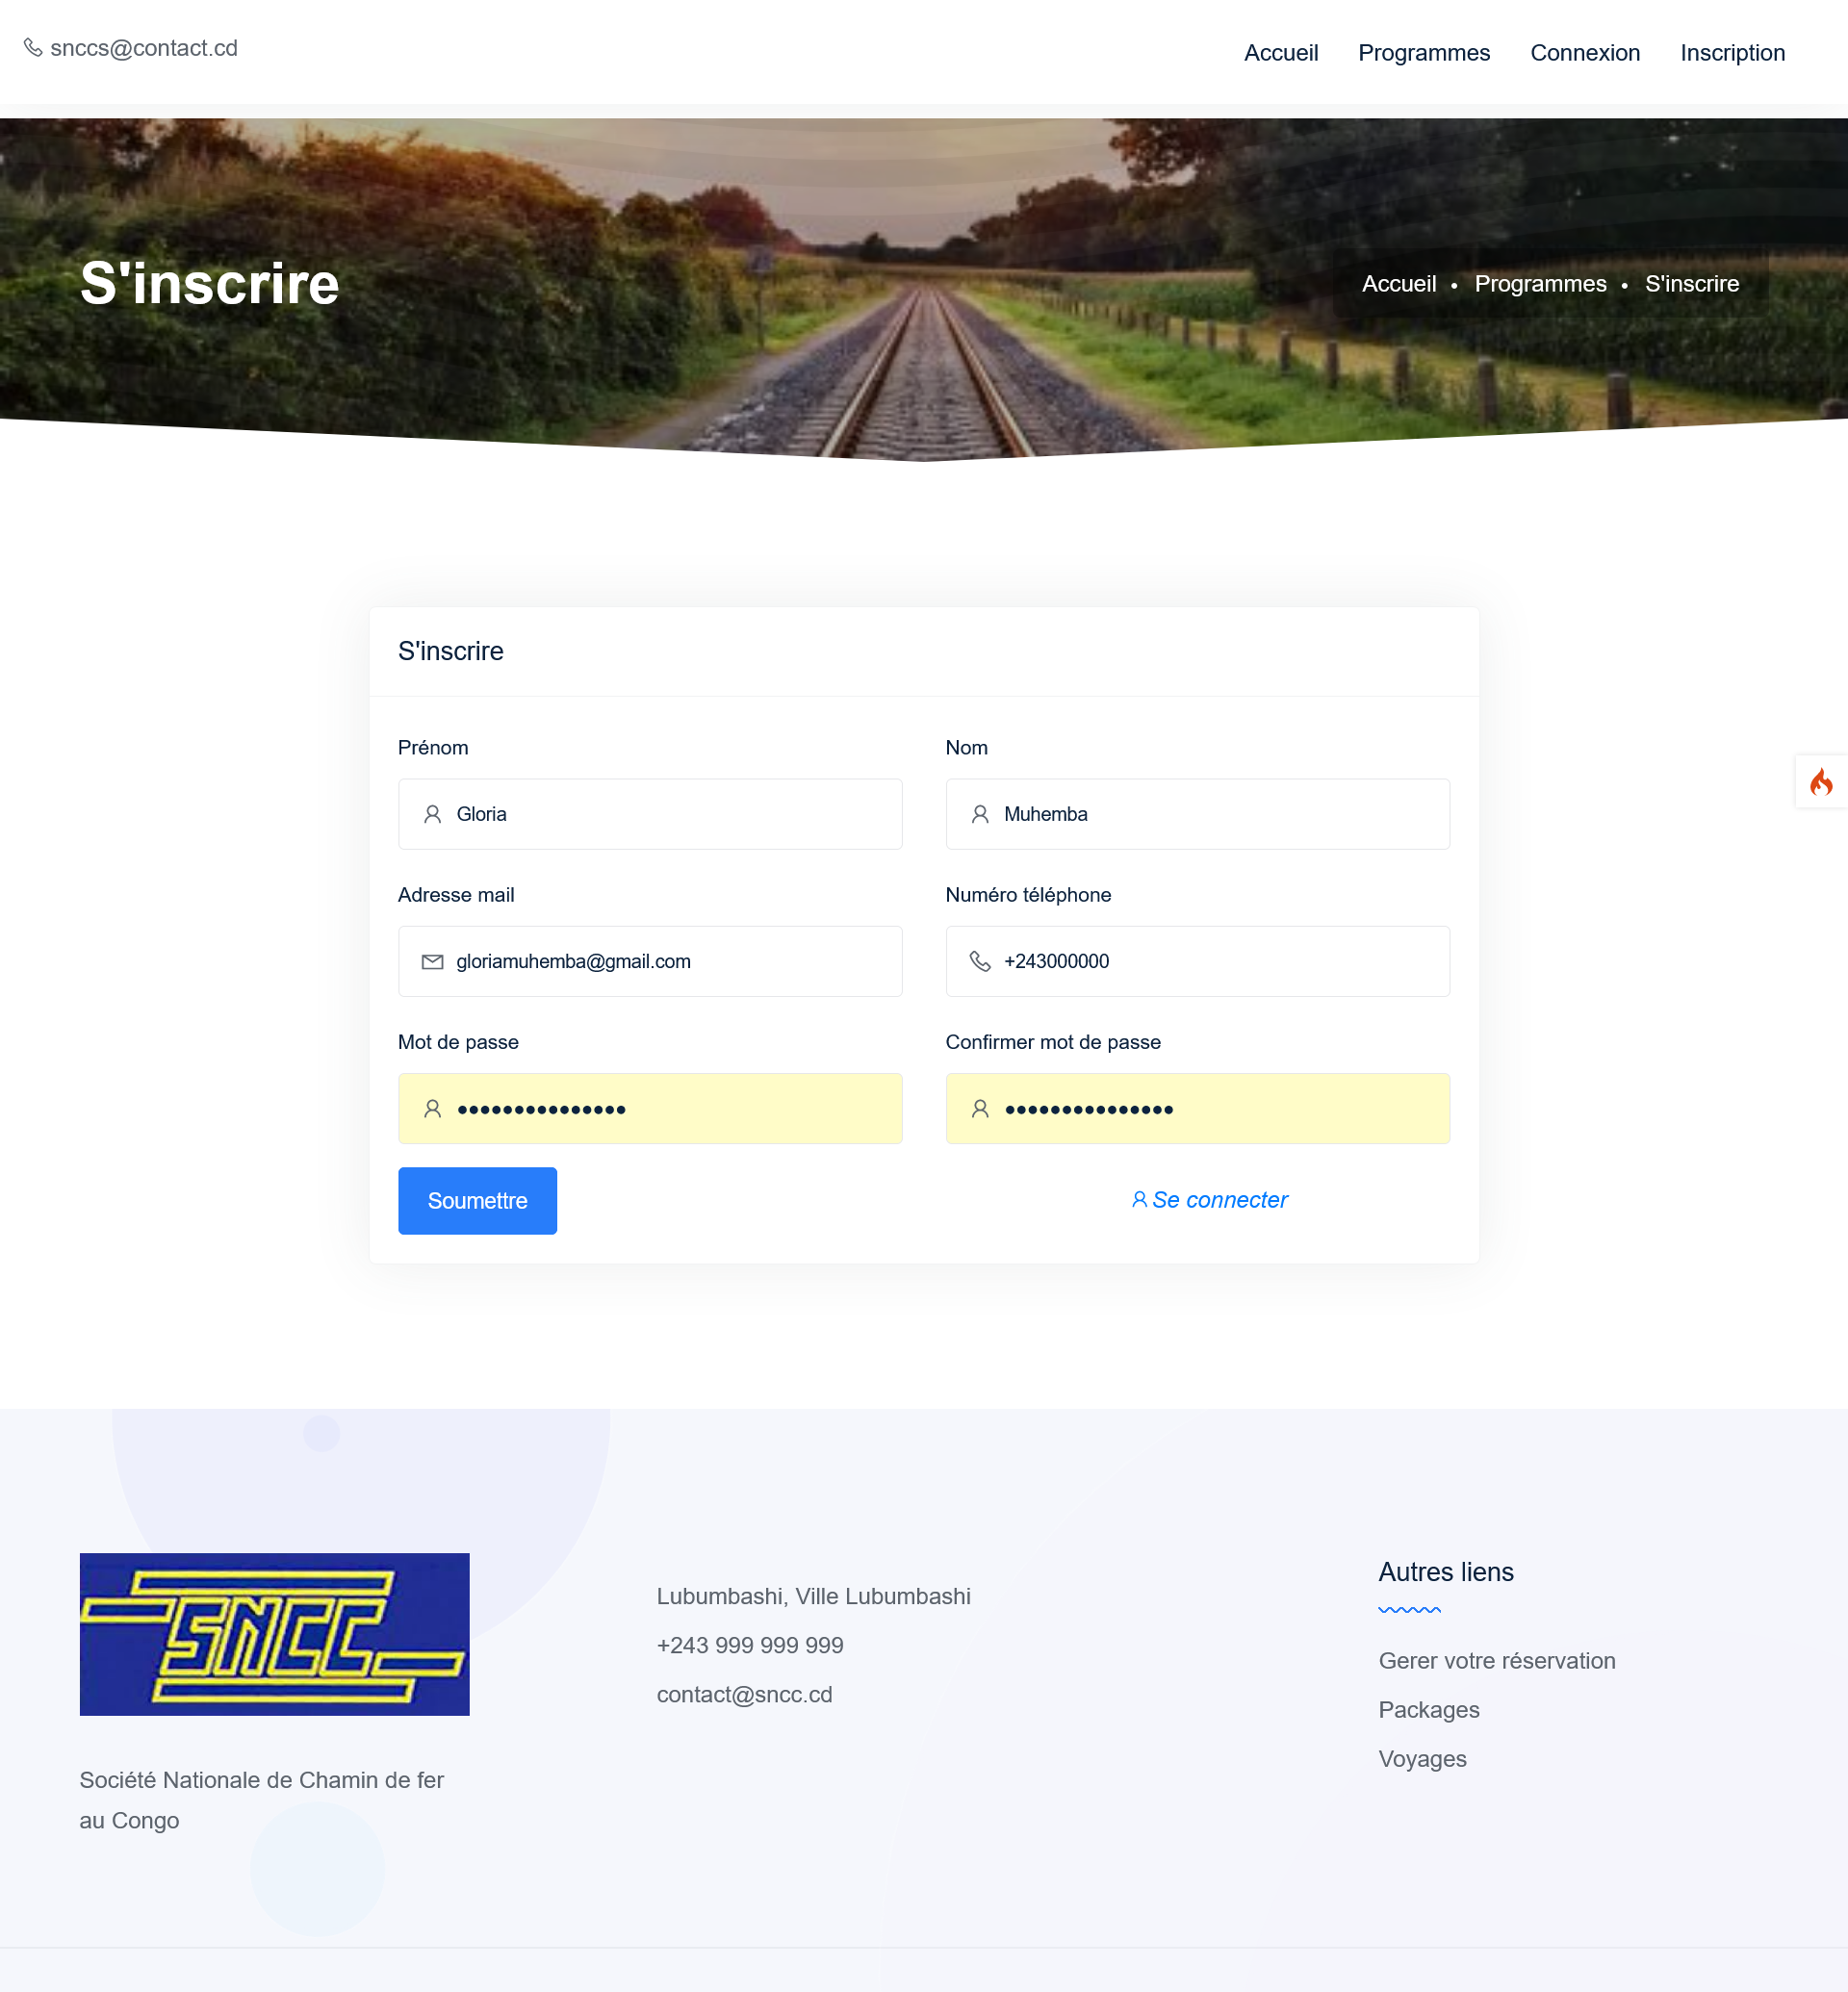 snccs@contact.cd
Accueil Programmes Connexion Inscription
S'inscrire
Accueil • Programmes • S'inscrire
S'inscrire
Prénom Nom
Gloria Muhemba
Adresse mail Numéro téléphone
gloriamuhemba@gmail.com +243000000
Mot de passe Confirmer mot de passe
••••••••••••••• •••••••••••••••
Soumettre Se connecter
SNCC
Société Nationale de Chamin de fer
au Congo
Lubumbashi, Ville Lubumbashi
+243 999 999 999
contact@sncc.cd
Autres liens
Gerer votre réservation
Packages
Voyages